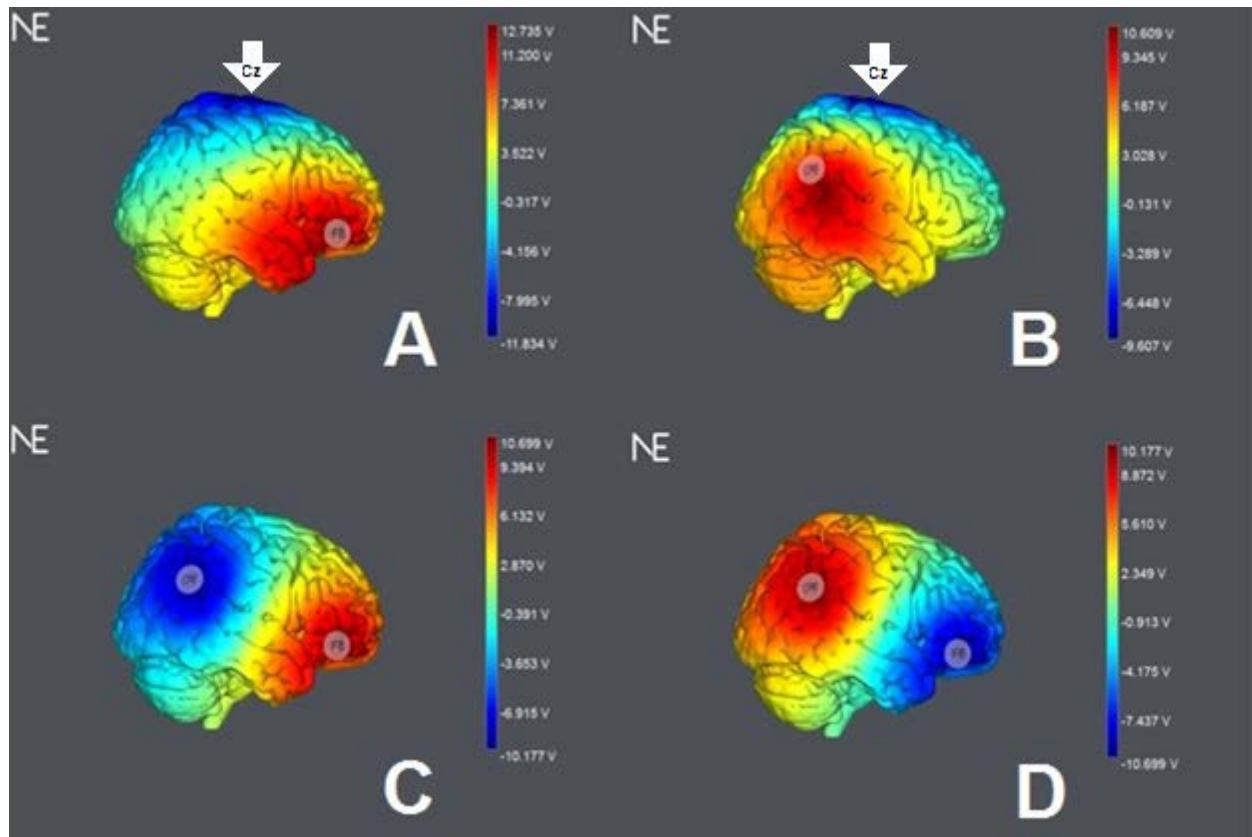 NE
Cz
12.735 V
11.200 V
7.361 V
3.522 V
-0.317 V
-4.156 V
-7.995 V
-11.834 V
F8
A
NE
Cz
10.609 V
9.345 V
6.187 V
3.028 V
-0.131 V
-3.289 V
-6.448 V
-9.607 V
CP6
B
NE
10.699 V
9.394 V
6.132 V
2.870 V
-0.391 V
-3.653 V
-6.915 V
-10.177 V
CP6
F8
C
NE
10.177 V
8.872 V
5.610 V
2.349 V
-0.913 V
-4.175 V
-7.437 V
-10.699 V
CP6
F8
D